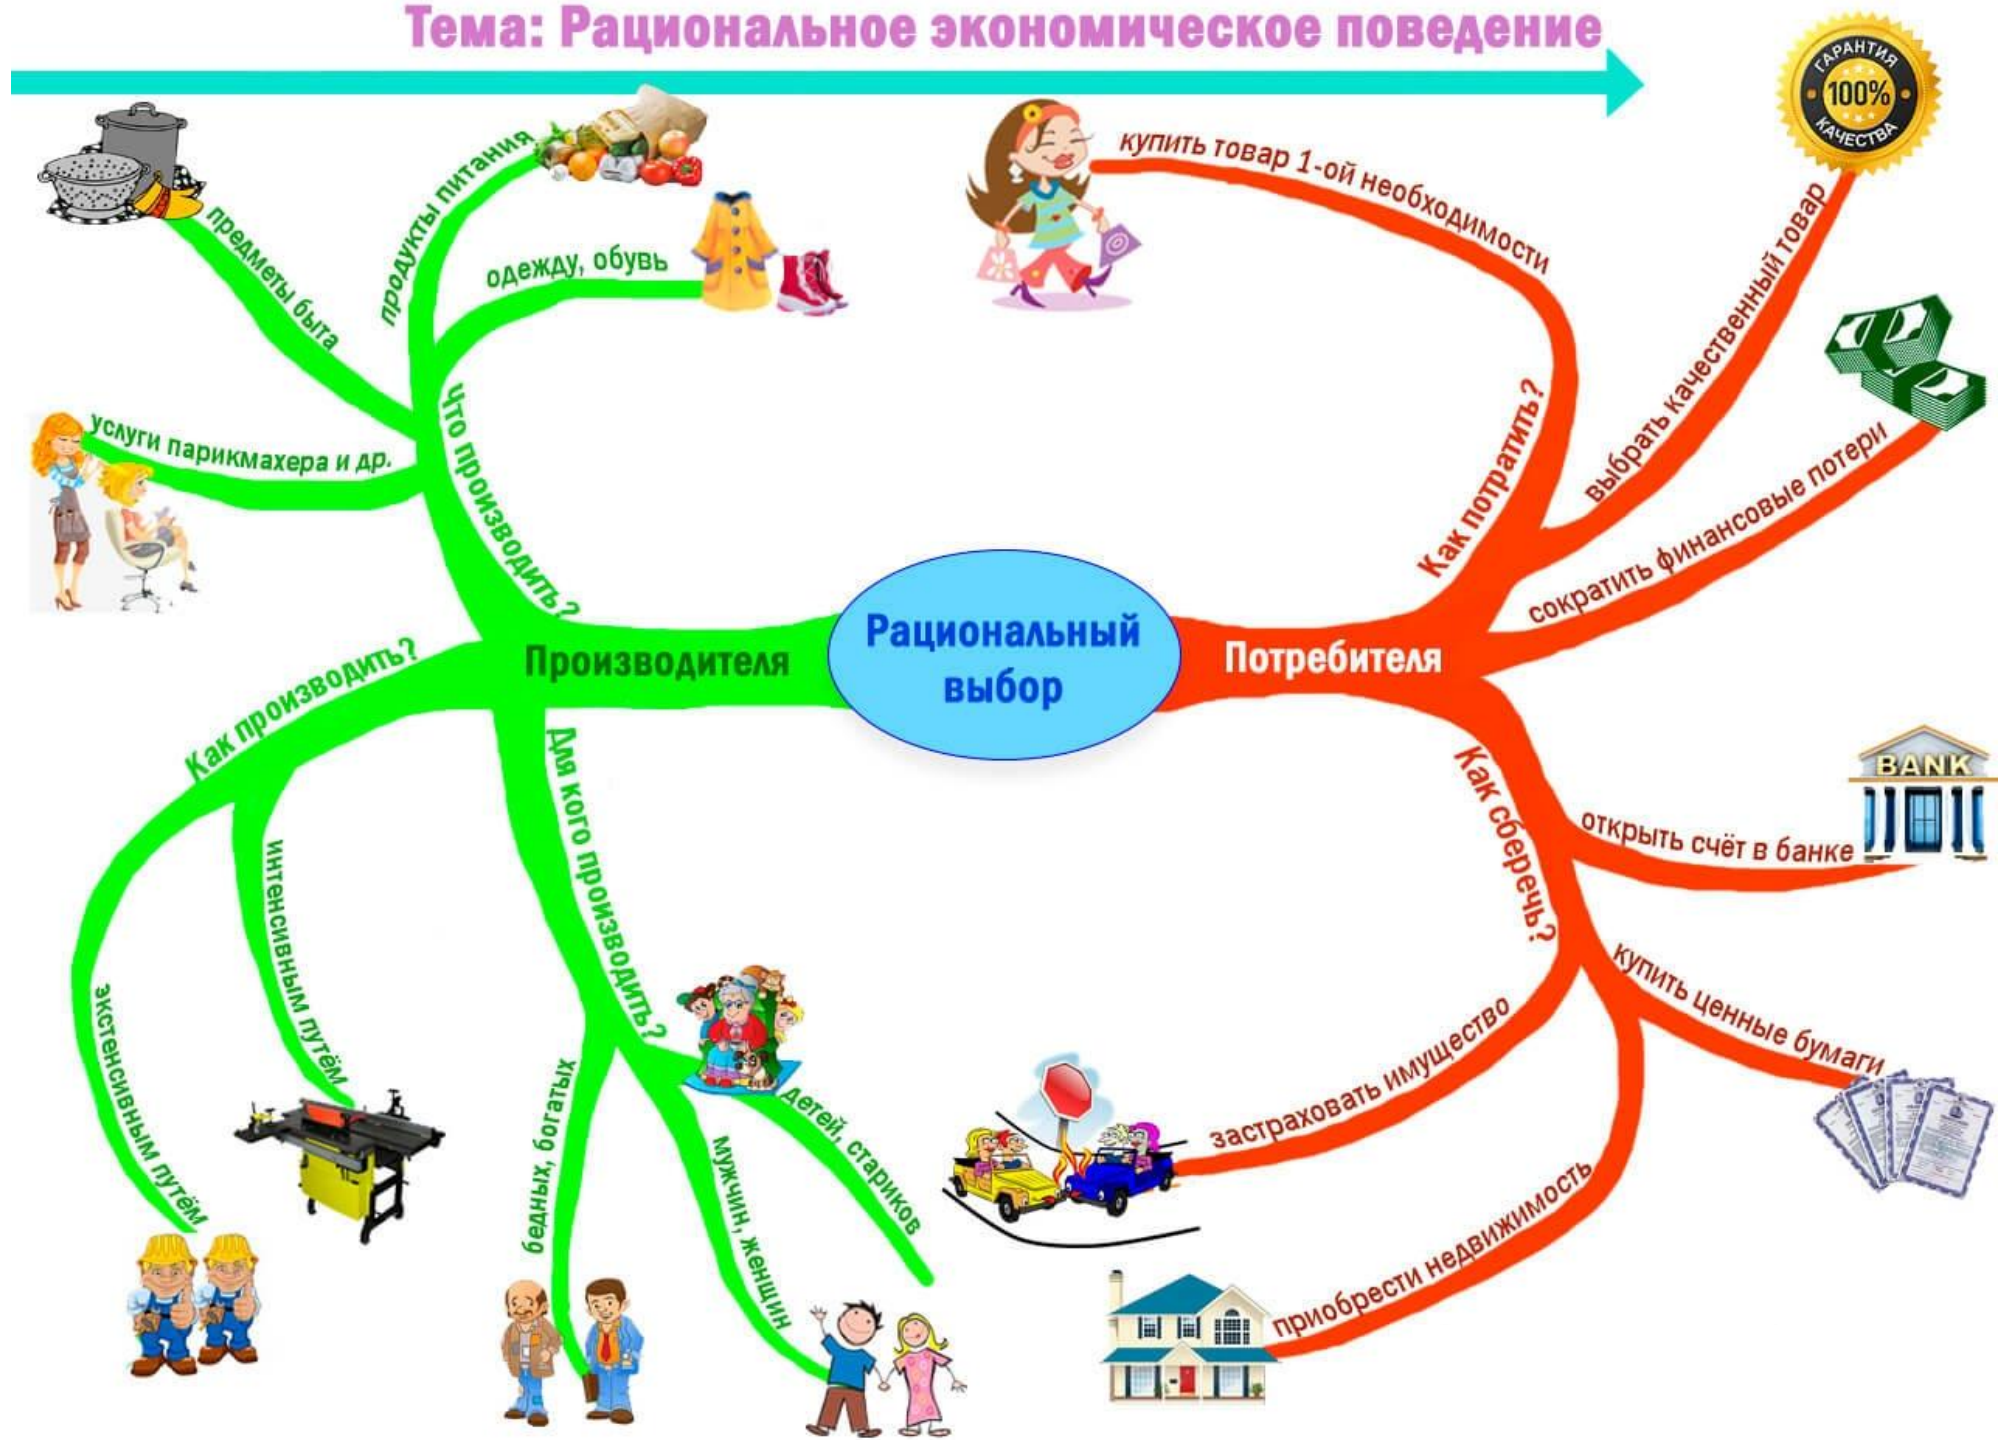 Тема: Рациональное экономическое поведение
предметы быта
продукты питания
одежду, обувь
услуги парикмахера и др.
Что производить?
Производителя
Как производить?
интенсивным путём
экстенсивным путём
Для кого производить?
бедных, богатых
мужчин, женщин
детей, стариков
Рациональный
выбор
Потребителя
Как потратить?
купить товар 1-ой необходимости
выбрать качественный товар
ГАРАНТИЯ
100%
КАЧЕСТВА
сократить финансовые потери
Как сберечь?
открыть счёт в банке
BANK
купить ценные бумаги
застраховать имущество
приобрести недвижимость